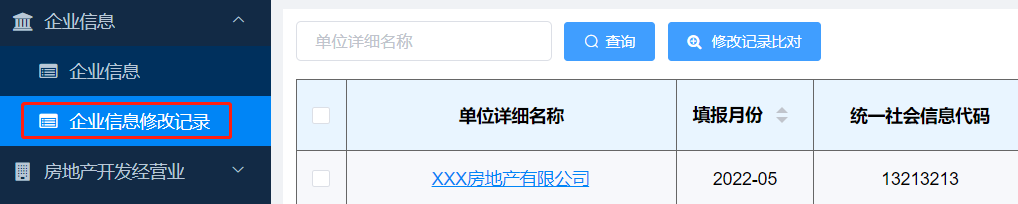 企业信息
单位详细名称
查询
修改记录比对
企业信息
企业信息修改记录
单位详细名称
填报月份
统一社会信息代码
房地产开发经营业
XXX房地产有限公司
2022-05
13213213